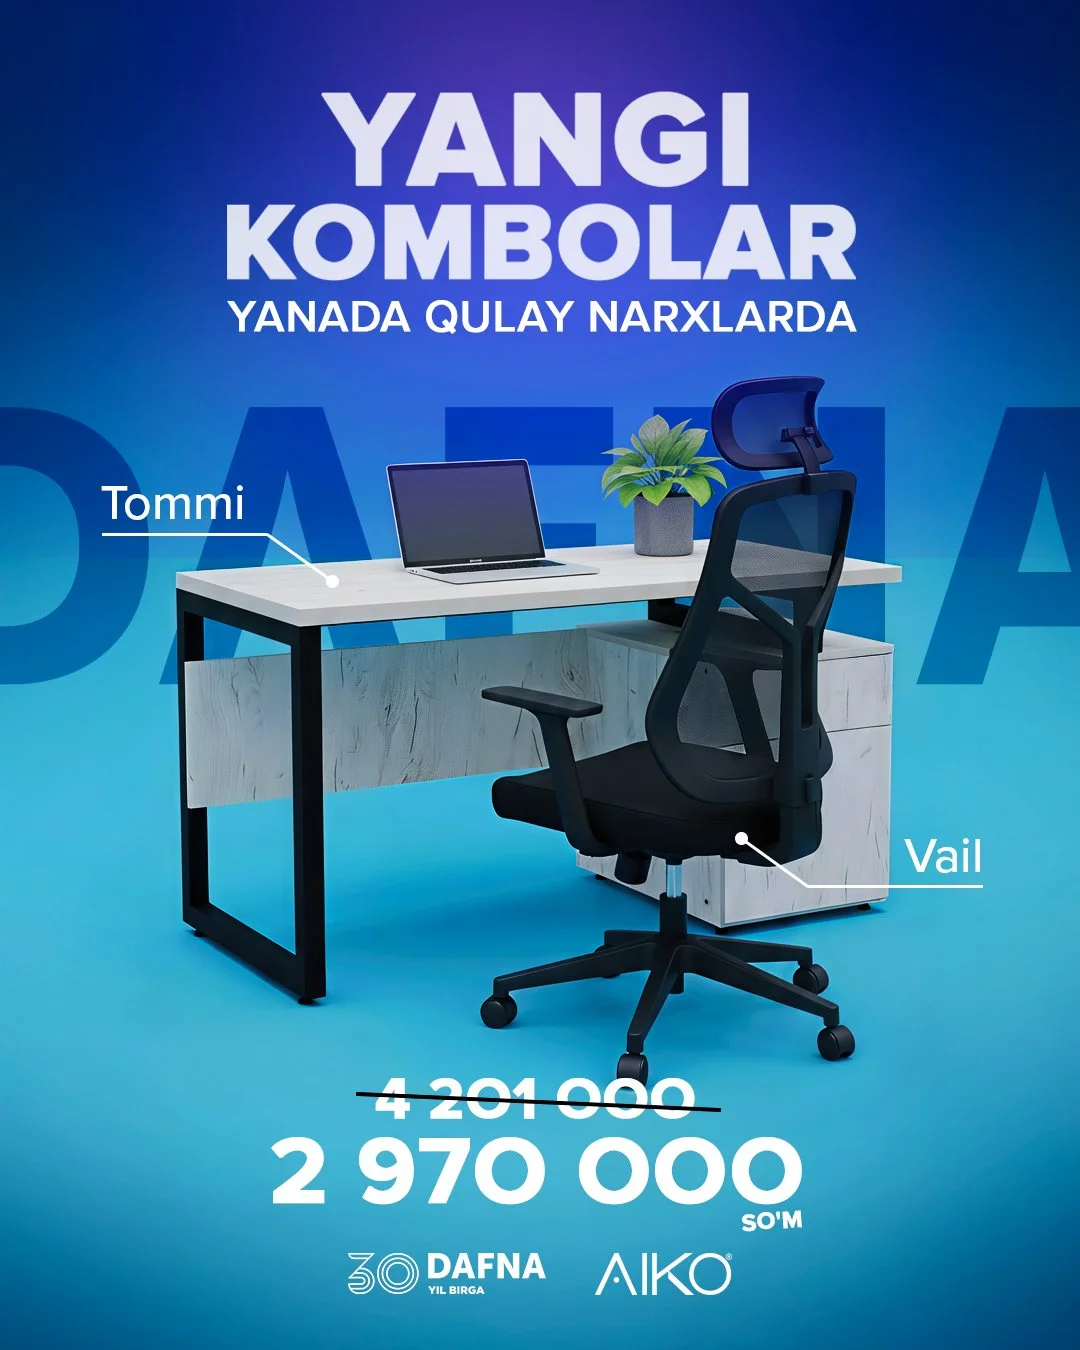 YANGI
KOMBOLAR
YANADA QULAY NARXLARDA
DAFNA
Tommi
Vail
4 201 000
2 970 000
SO'M
30 DAFNA
YIL BIRGA
AIKO®